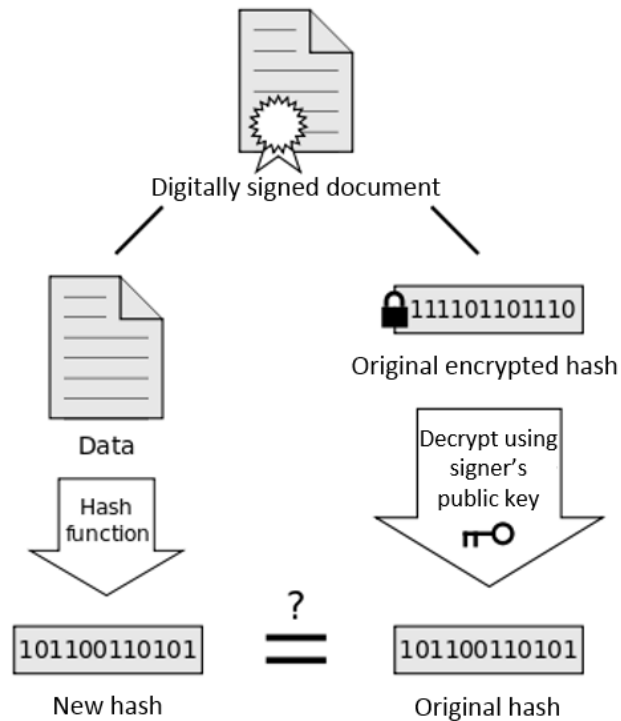 Digitally signed document
111101101110
Original encrypted hash
Data
Decrypt using
signer's
public key
Hash
function
?
101100110101
101100110101
New hash
Original hash